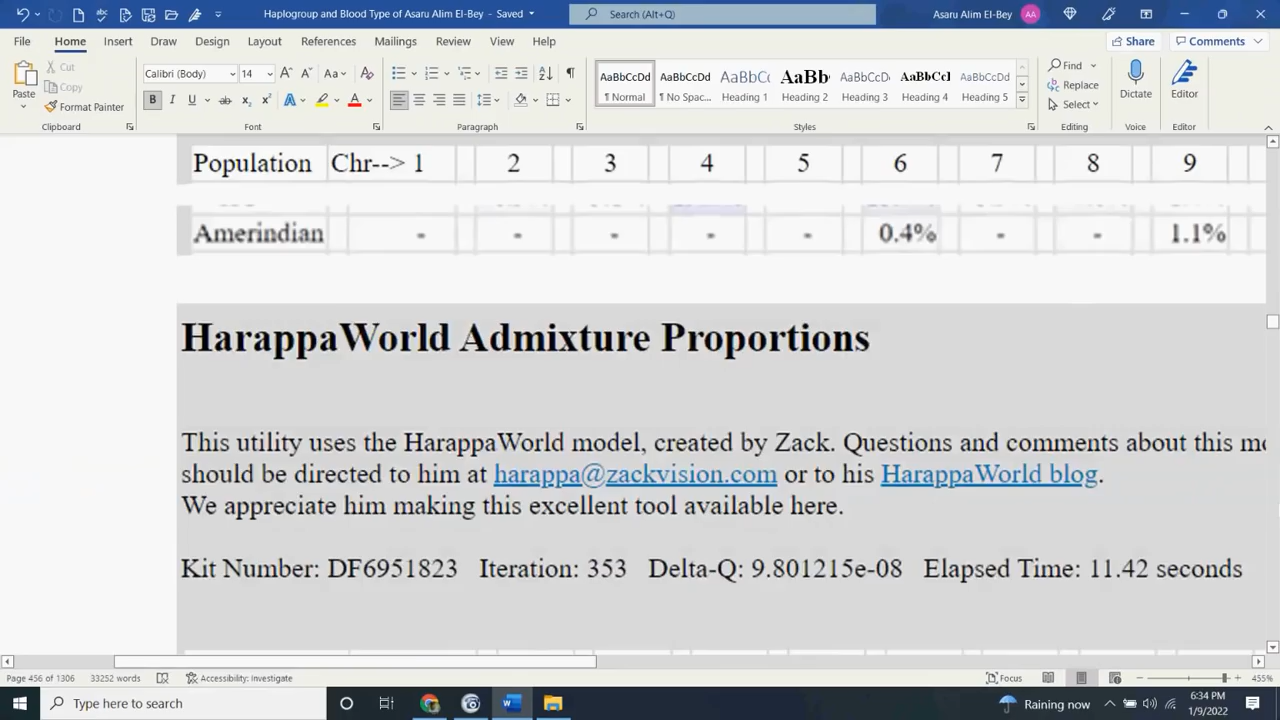 Haplogroup and Blood Type of Asaru Alim El-Bey - Saved
Search (Alt+Q)
Asaru Alim El-Bey
AA
File Home Insert Draw Design Layout References Mailings Review View Help
Share
Comments
Paste
Cut
Copy
Format Painter
Calibri (Body)
14
AaBbCcDd
¶ Normal
AaBbCcDd
¶ No Spac...
AaBbCc
Heading 1
AaBb
Heading 2
AaBbCcDd
Heading 3
AaBbCcl
Heading 4
AaBbCcDd
Heading 5
Find
Replace
Select
Dictate
Editor
Clipboard
Font
Paragraph
Styles
Editing
Voice
Editor
Population Chr--> 1 2 3 4 5 6 7 8 9
Amerindian - - - - - 0.4% - - 1.1%
HarappaWorld Admixture Proportions
This utility uses the HarappaWorld model, created by Zack. Questions and comments about this
should be directed to him at harappa@zackvision.com or to his HarappaWorld blog.
We appreciate him making this excellent tool available here.
Kit Number: DF6951823 Iteration: 353 Delta-Q: 9.801215e-08 Elapsed Time: 11.42 seconds
Page 456 of 1306
33252 words
Accessibility: Investigate
Focus
455%
Type here to search
Raining now
6:34 PM
1/9/2022